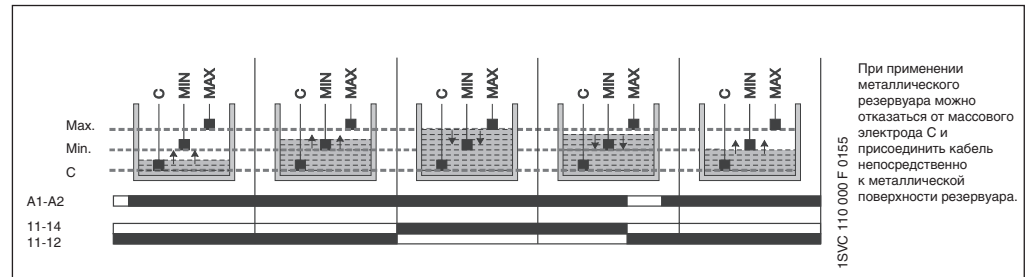 C MIN MAX C MIN MAX C MIN MAX C MIN MAX C MIN MAX
Max.
Min.
C
A1-A2
11-14
11-12
1SVC 110 000 F 0155
При применении
металлического
резервуара можно
отказаться от массового
электрода С и
присоединить кабель
непосредственно
к металлической
поверхности резервуара.